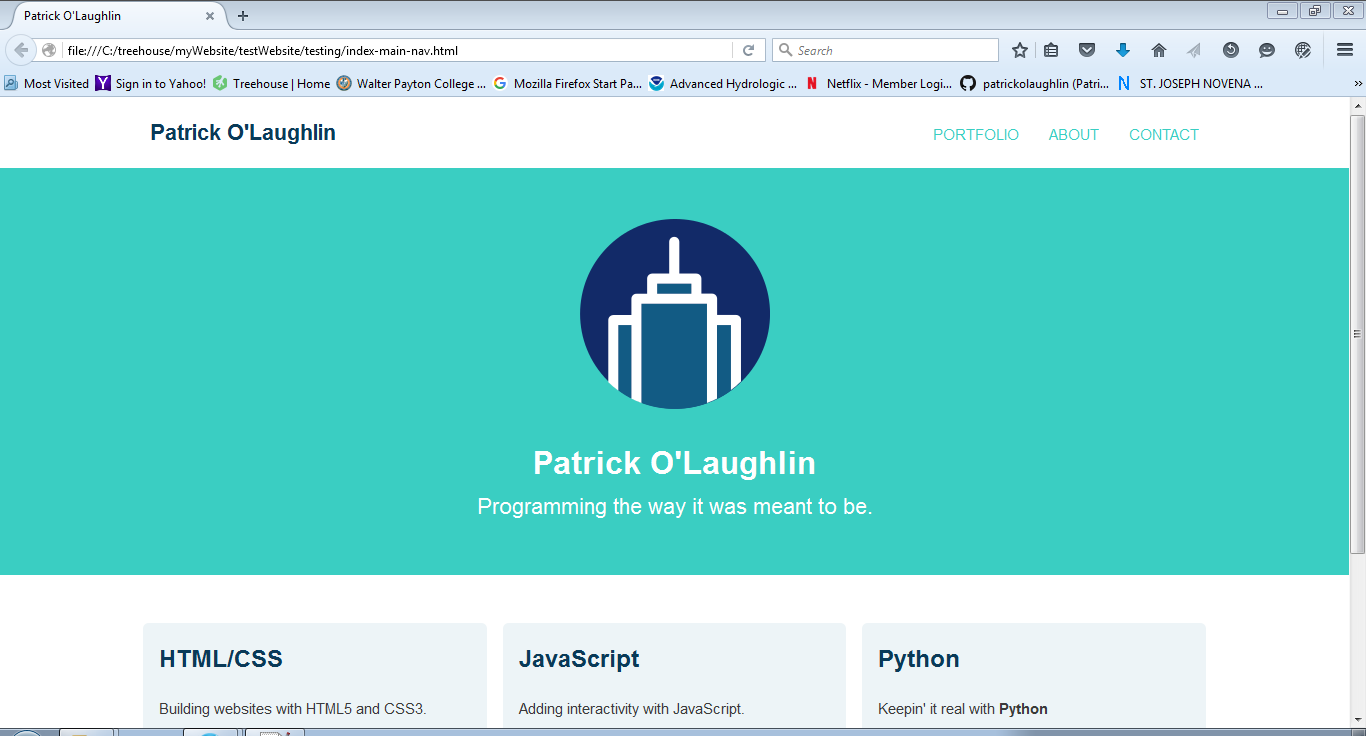 Patrick O'Laughlin
file:///C:/treehouse/myWebsite/testWebsite/testing/index-main-nav.html
Search
Most Visited Sign in to Yahoo! Treehouse | Home Walter Payton College ... Mozilla Firefox Start Pa... Advanced Hydrologic ... Netflix - Member Logi... patrickolaughlin (Patri... ST. JOSEPH NOVENA ...
Patrick O'Laughlin PORTFOLIO ABOUT CONTACT
Patrick O'Laughlin
Programming the way it was meant to be.
HTML/CSS JavaScript Python
Building websites with HTML5 and CSS3. Adding interactivity with JavaScript. Keepin' it real with Python